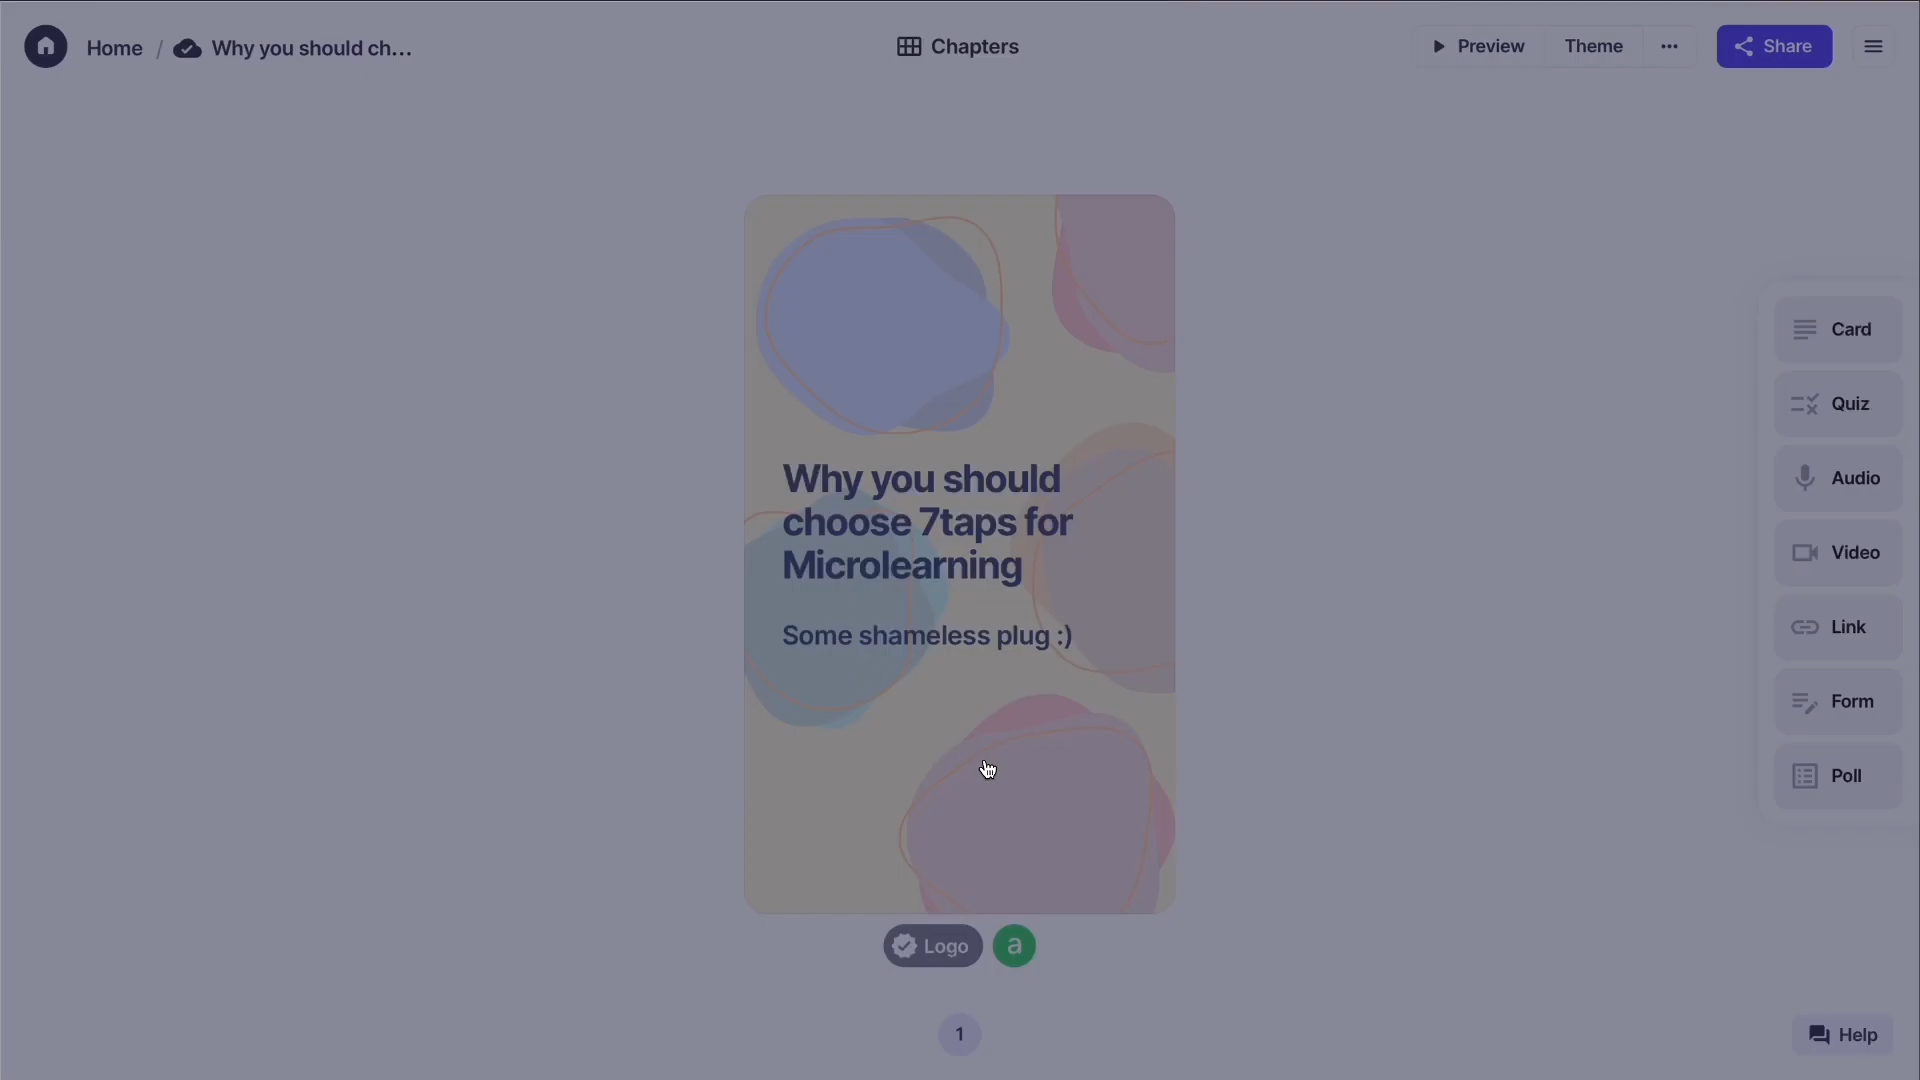 Home / Why you should ch...
Chapters
Preview
Theme
Share
Why you should
choose 7taps for
Microlearning
Some shameless plug :)
Card
Quiz
Audio
Video
Link
Form
Poll
Logo
a
1
Help